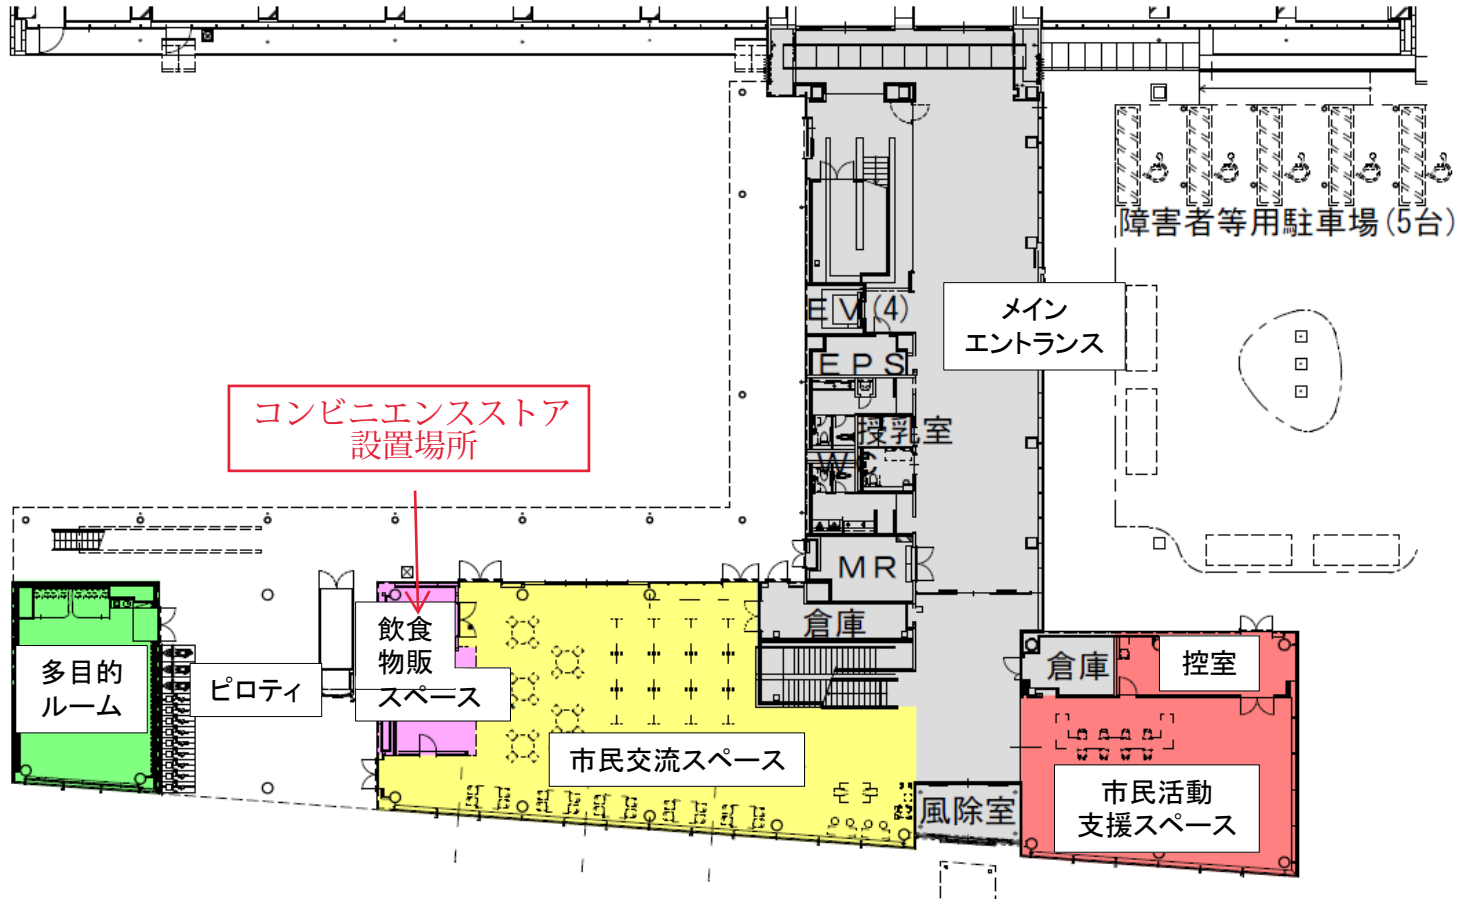 障害者等用駐車場(5台)
メイン
エントランス
EV(4)
EPS
コンビニエンスストア
設置場所
授乳室
WC
MR
倉庫
飲食
物販
スペース
多目的
ルーム
ピロティ
市民交流スペース
倉庫
控室
風除室
市民活動
支援スペース